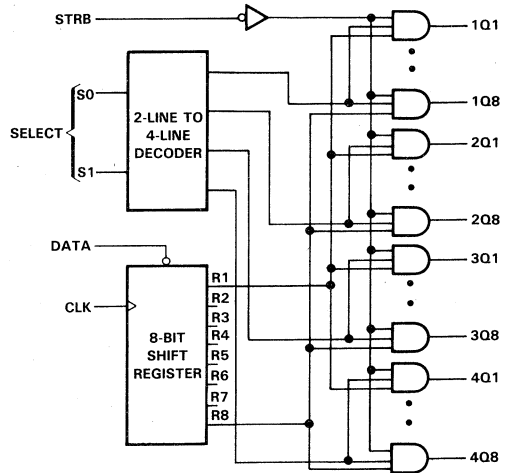 STRB
S0
SELECT
S1
2-LINE TO
4-LINE
DECODER
DATA
CLK
8-BIT
SHIFT
REGISTER
R1
R2
R3
R4
R5
R6
R7
R8
1Q1
1Q8
2Q1
2Q8
3Q1
3Q8
4Q1
4Q8